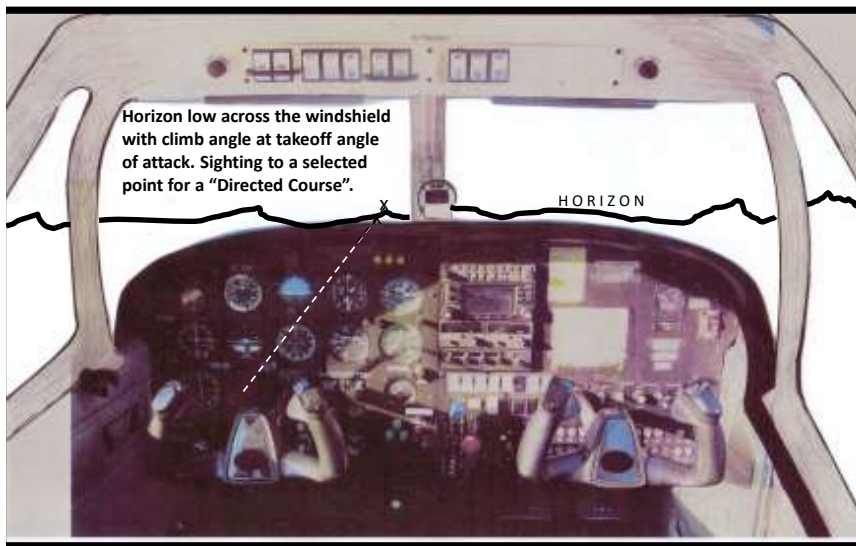 Horizon low across the windshield
with climb angle at takeoff angle
of attack. Sighting to a selected
point for a “Directed Course”.
X
HORIZON